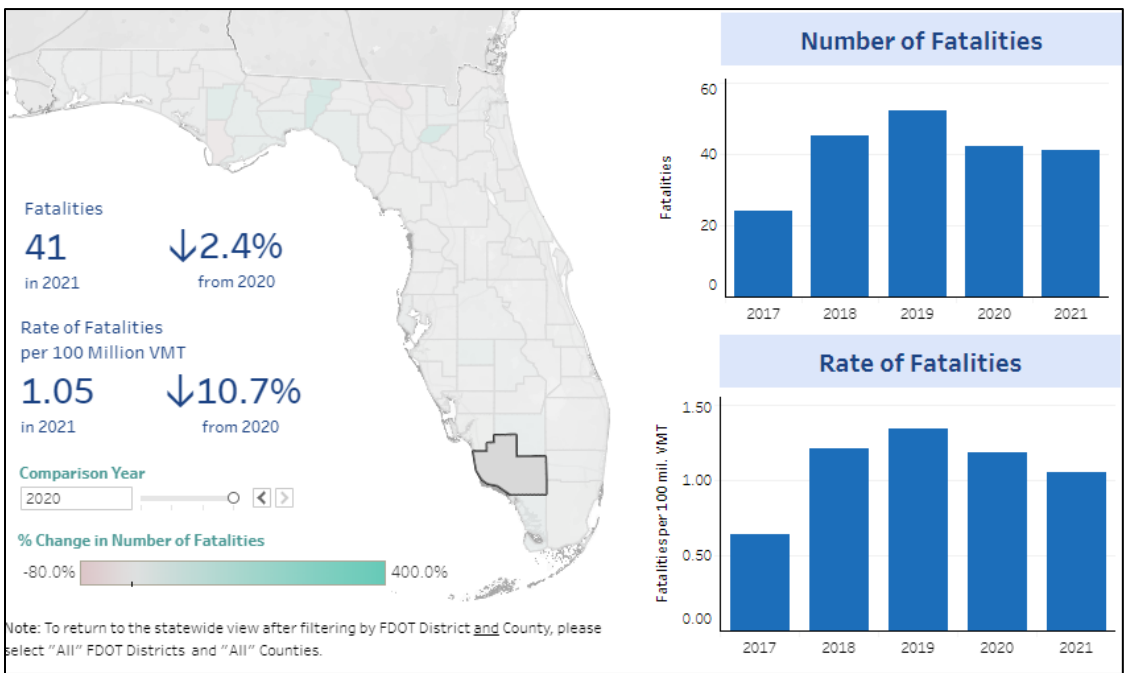 Fatalities
41
↓2.4%
in 2021
from 2020
Rate of Fatalities
per 100 Million VMT
1.05
↓10.7%
in 2021
from 2020
Comparison Year
2020
% Change in Number of Fatalities
-80.0%
400.0%
Note: To return to the statewide view after filtering by FDOT District and County, please
select "All" FDOT Districts and "All" Counties.
Number of Fatalities
Fatalities
60
40
20
0
2017 2018 2019 2020 2021
Rate of Fatalities
Fatalities per 100 mil. VMT
1.50
1.00
0.50
0.00
2017 2018 2019 2020 2021